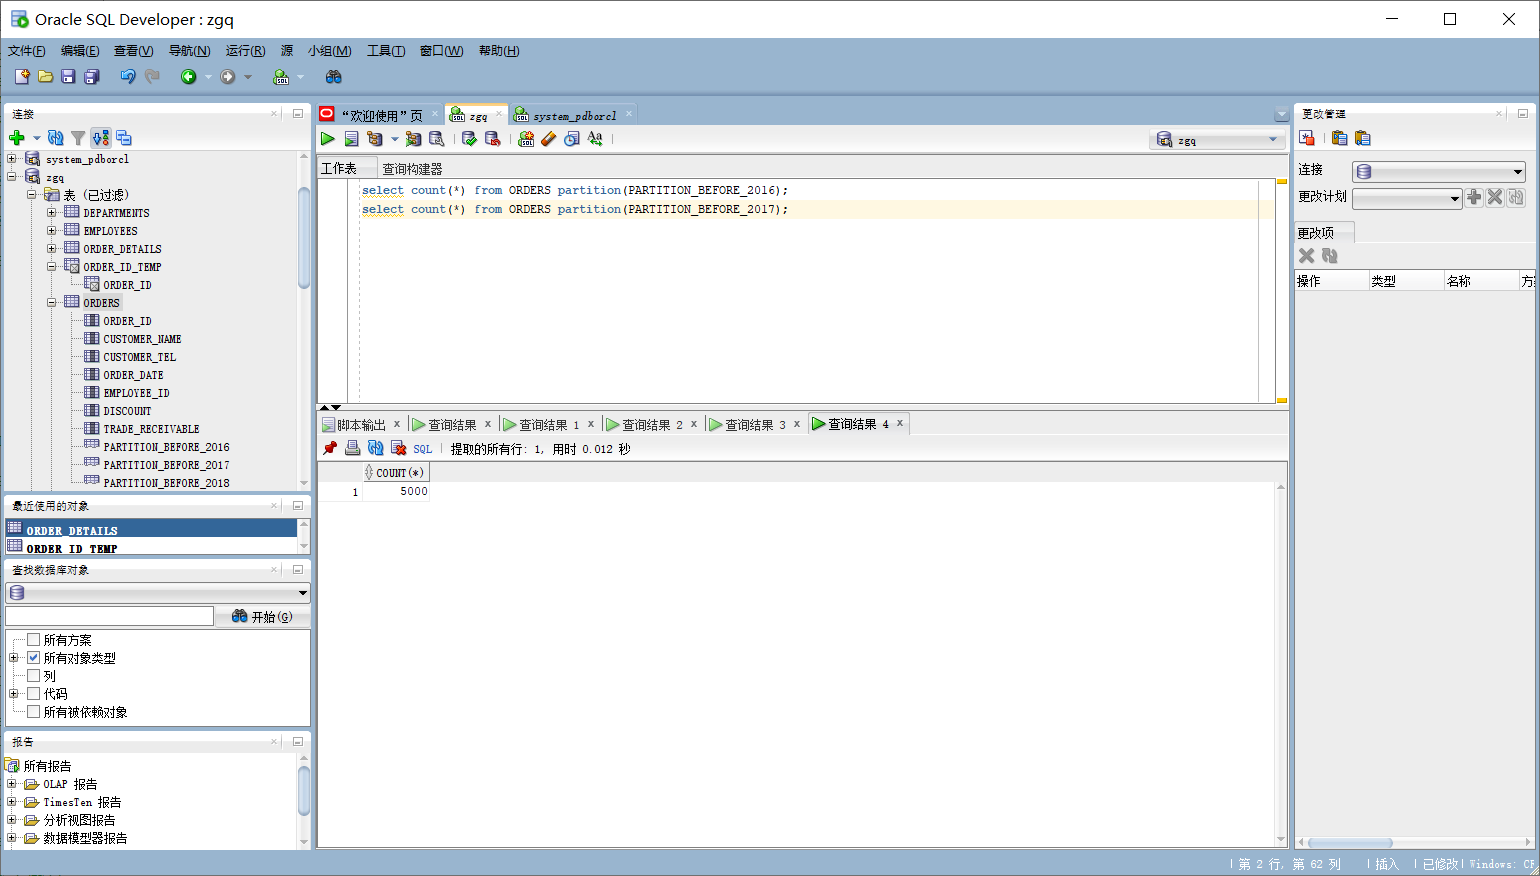 Oracle SQL Developer : zgq
文件(F) 编辑(E) 查看(V) 导航(N) 运行(R) 源 小组(M) 工具(T) 窗口(W) 帮助(H)
连接
system_pdborcl
zgq
表 (已过滤)
DEPARTMENTS
EMPLOYEES
ORDER_DETAILS
ORDER_ID_TEMP
ORDER_ID
ORDERS
ORDER_ID
CUSTOMER_NAME
CUSTOMER_TEL
ORDER_DATE
EMPLOYEE_ID
DISCOUNT
TRADE_RECEIVABLE
PARTITION_BEFORE_2016
PARTITION_BEFORE_2017
PARTITION_BEFORE_2018
最近使用的对象
ORDER_DETAILS
ORDER_ID_TEMP
查找数据库对象
开始(G)
所有方案
所有对象类型
列
代码
所有被依赖对象
报告
所有报告
OLAP 报告
TimesTen 报告
分析视图报告
数据模型器报告
“欢迎使用”页 zgq system_pdborcl
zgq
工作表 查询构建器
select count(*) from ORDERS partition(PARTITION_BEFORE_2016);
select count(*) from ORDERS partition(PARTITION_BEFORE_2017);
脚本输出 查询结果 查询结果 1 查询结果 2 查询结果 3 查询结果 4
SQL 提取的所有行: 1, 用时 0.012 秒
COUNT(*)
1 5000
更改管理
连接
更改计划
更改项
操作 类型 名称 方案
第 2 行, 第 62 列 插入 已修改 Windows: CF